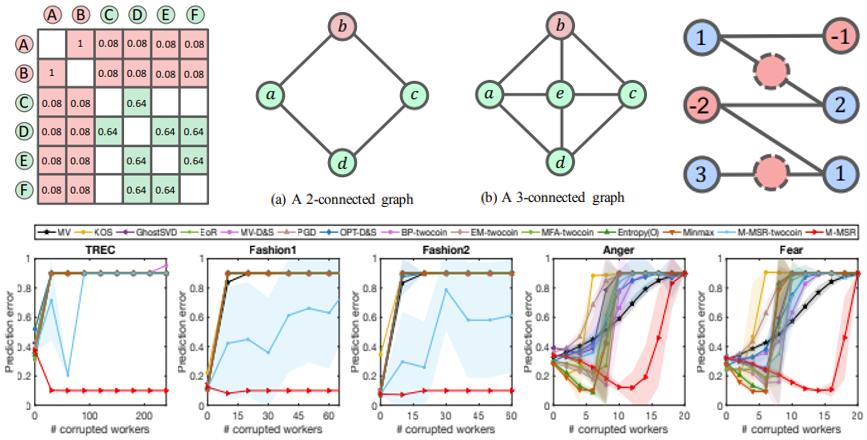 A B C D E F
A 1 0.08 0.08 0.08 0.08
B 1 0.08 0.08 0.08 0.08
C 0.08 0.08 0.64
D 0.08 0.08 0.64 0.64 0.64
E 0.08 0.08 0.64 0.64
F 0.08 0.08 0.64 0.64
b
a c
d
(a) A 2-connected graph
b
a e c
d
(b) A 3-connected graph
1 -1
-2 2
3 1
MV KOS GhostSVD EoR MV-D&S PGD OPT-D&S BP-twocoin EM-twocoin MFA-twocoin Entropy(O) Minmax M-MSR-twocoin M-MSR
TREC
Prediction error
1
0.8
0.6
0.4
0.2
0
0 100 200
# corrupted workers
Fashion1
Prediction error
1
0.8
0.6
0.4
0.2
0
0 15 30 45 60
# corrupted workers
Fashion2
Prediction error
1
0.8
0.6
0.4
0.2
0
0 15 30 45 60
# corrupted workers
Anger
Prediction error
1
0.8
0.6
0.4
0.2
0
0 5 10 15 20
# corrupted workers
Fear
Prediction error
1
0.8
0.6
0.4
0.2
0
0 5 10 15 20
# corrupted workers